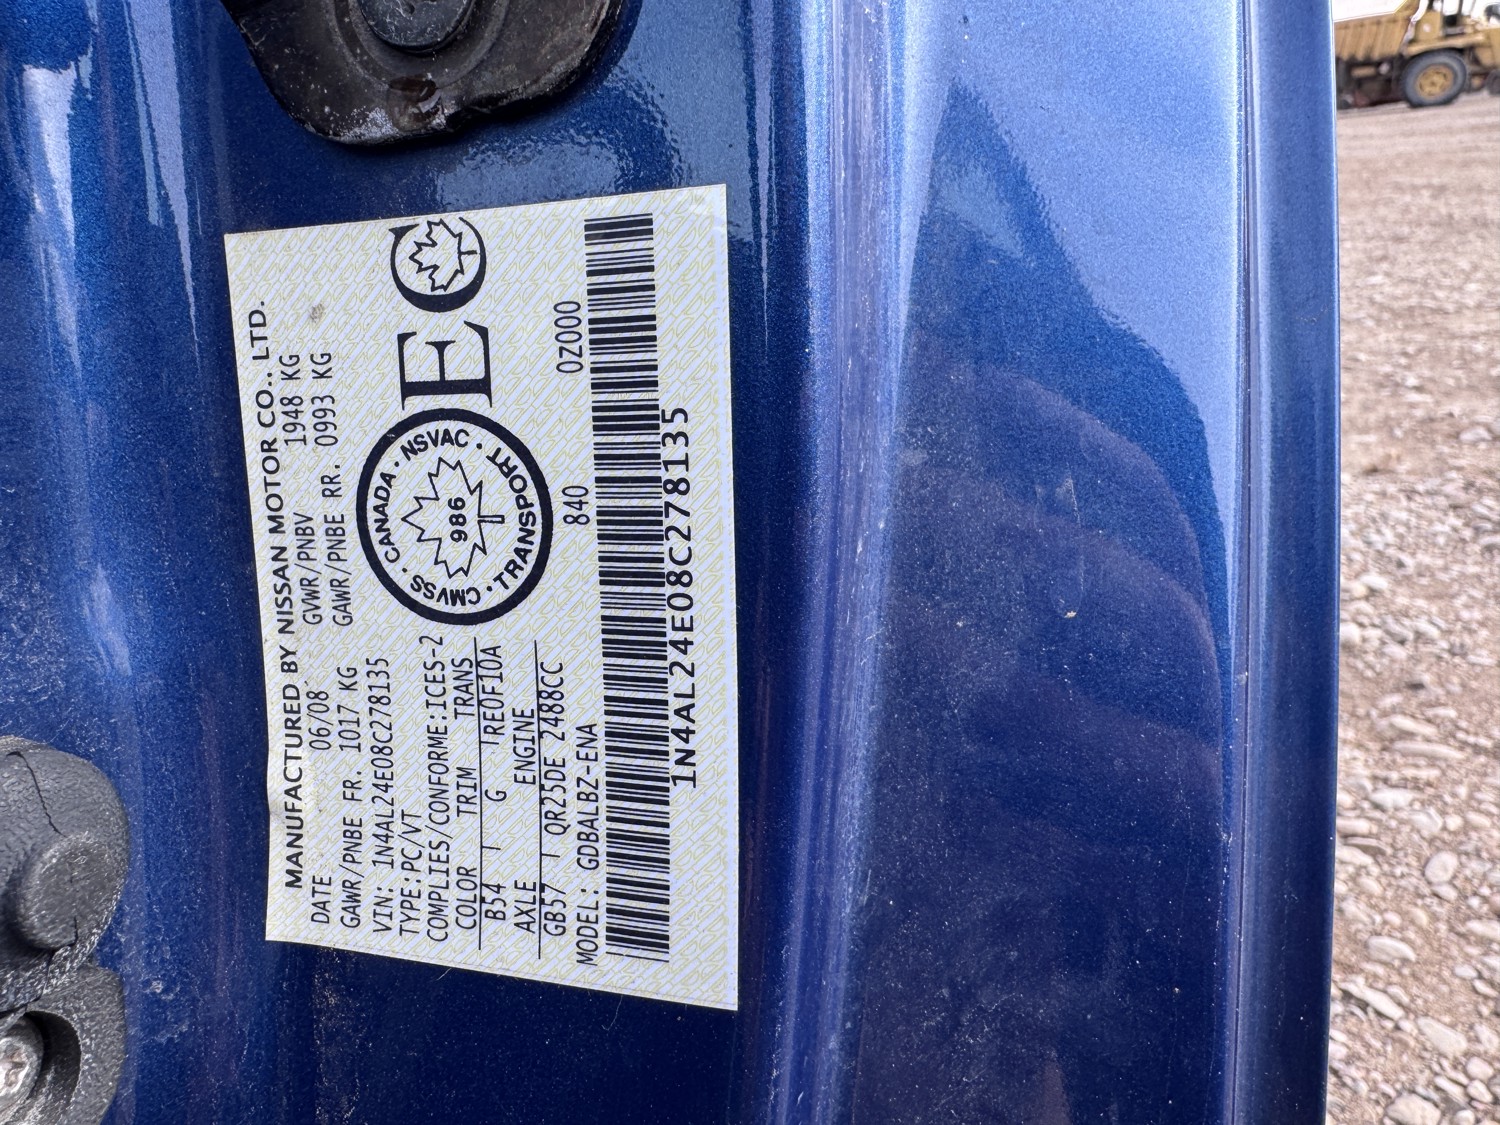 MANUFACTURED BY NISSAN MOTOR CO., LTD.
DATE 06/08 GVWR/PNBV 1948 KG
GAWR/PNBE FR. 1017 KG GAWR/PNBE RR. 0993 KG
VIN: 1N4AL24E08C278135
TYPE:PC/VT
COMPLIES/CONFORME:ICES-2
COLOR TRIM TRANS
B54 G RE0F10A
AXLE ENGINE
GB57 QR25DE 2488CC
MODEL: GDBALBZ-ENA 840 0Z000
CANADA · NSVAC · TRANSPORT · CMVSS ·
986
EC
1N4AL24E08C278135